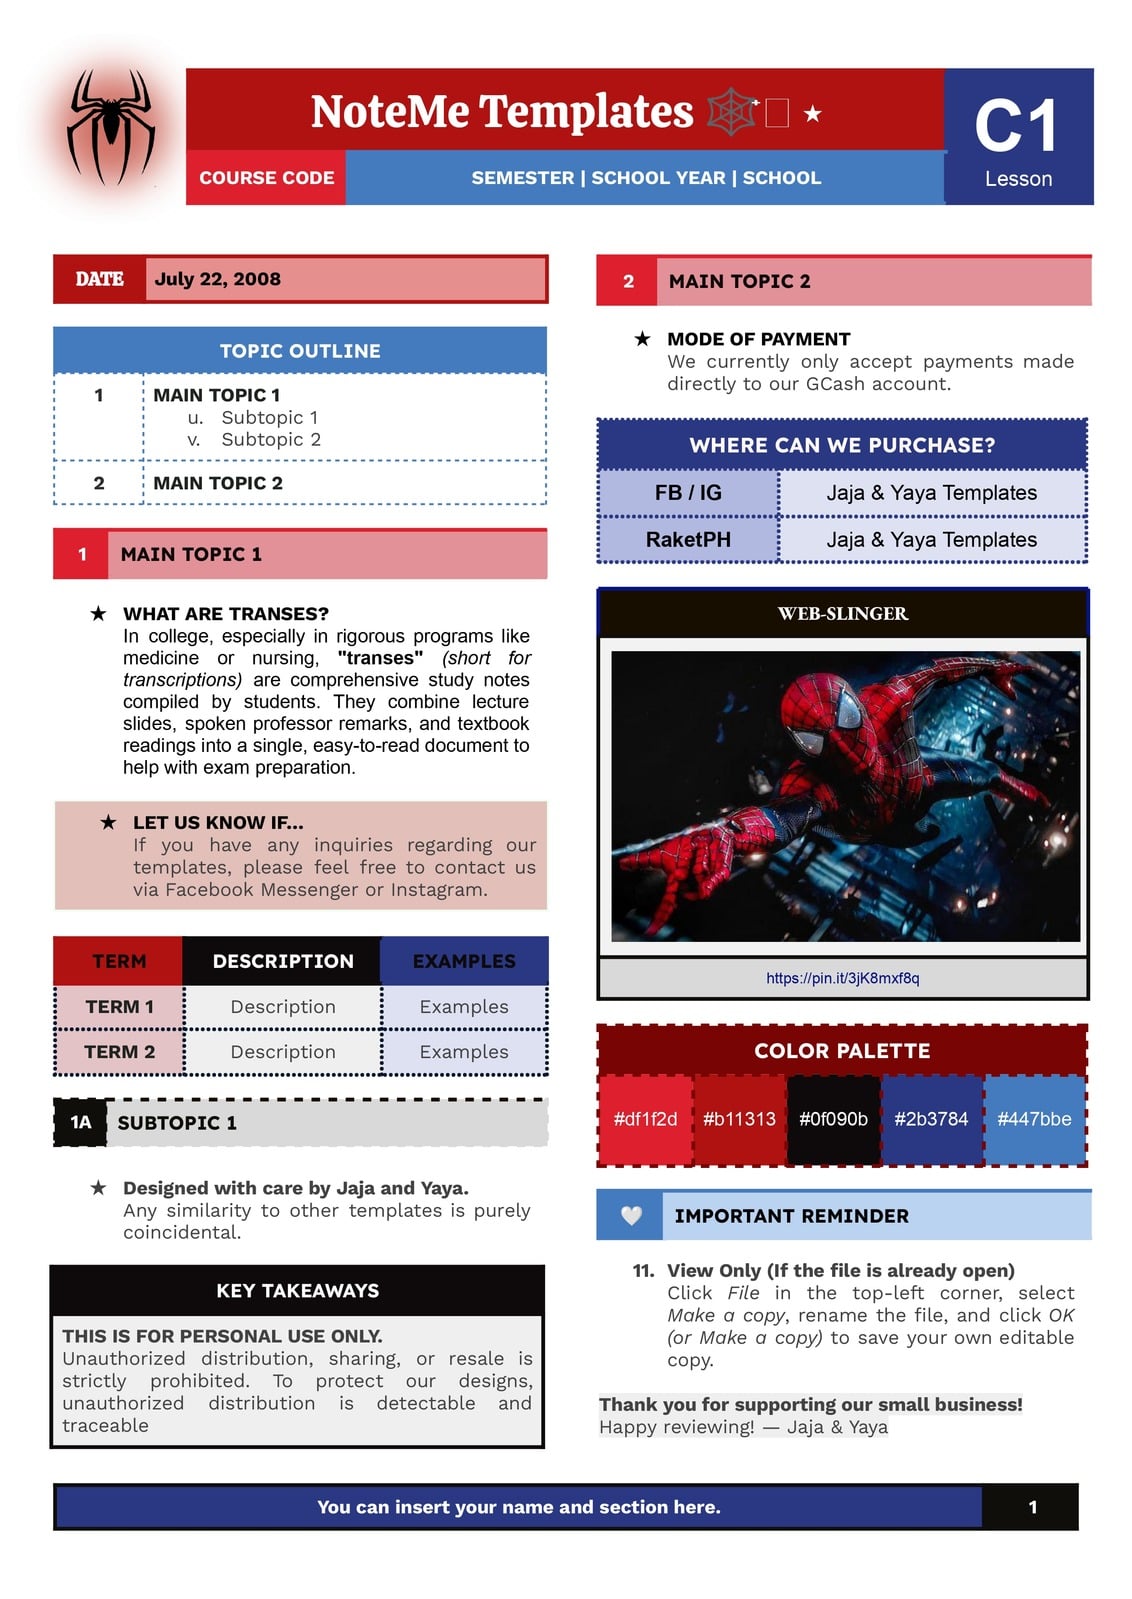 NoteMe Templates 🕸️ ★
C1
Lesson
COURSE CODE
SEMESTER | SCHOOL YEAR | SCHOOL
DATE
July 22, 2008
TOPIC OUTLINE
1
MAIN TOPIC 1
u. Subtopic 1
v. Subtopic 2
2
MAIN TOPIC 2
1
MAIN TOPIC 1
★ WHAT ARE TRANSES?
In college, especially in rigorous programs like
medicine or nursing, "transes" (short for
transcriptions) are comprehensive study notes
compiled by students. They combine lecture
slides, spoken professor remarks, and textbook
readings into a single, easy-to-read document to
help with exam preparation.
★ LET US KNOW IF...
If you have any inquiries regarding our
templates, please feel free to contact us
via Facebook Messenger or Instagram.
TERM
DESCRIPTION
EXAMPLES
TERM 1
Description
Examples
TERM 2
Description
Examples
1A
SUBTOPIC 1
★ Designed with care by Jaja and Yaya.
Any similarity to other templates is purely
coincidental.
KEY TAKEAWAYS
THIS IS FOR PERSONAL USE ONLY.
Unauthorized distribution, sharing, or resale is
strictly prohibited. To protect our designs,
unauthorized distribution is detectable and
traceable
2
MAIN TOPIC 2
★ MODE OF PAYMENT
We currently only accept payments made
directly to our GCash account.
WHERE CAN WE PURCHASE?
FB / IG
Jaja & Yaya Templates
RaketPH
Jaja & Yaya Templates
WEB-SLINGER
https://pin.it/3jK8mxf8q
COLOR PALETTE
#df1f2d
#b11313
#0f090b
#2b3784
#447bbe
🤍
IMPORTANT REMINDER
11. View Only (If the file is already open)
Click File in the top-left corner, select
Make a copy, rename the file, and click OK
(or Make a copy) to save your own editable
copy.
Thank you for supporting our small business!
Happy reviewing! — Jaja & Yaya
You can insert your name and section here.
1